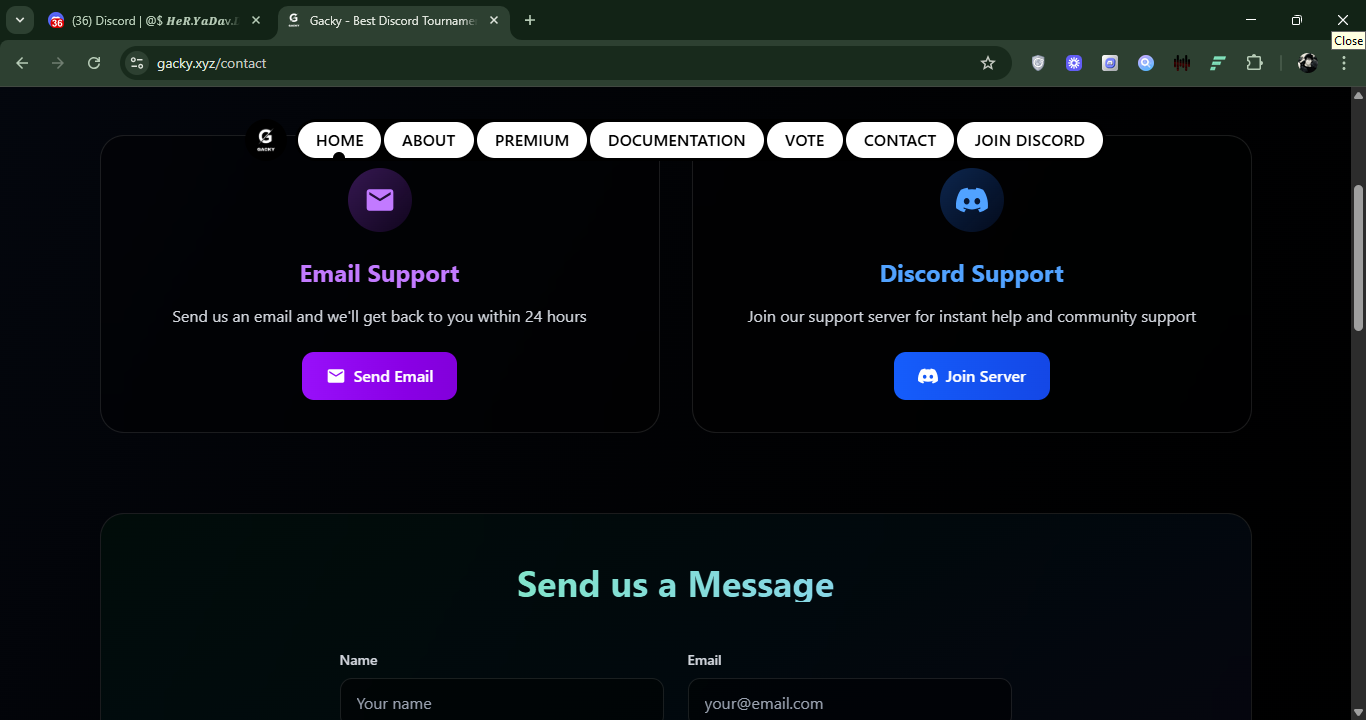 36
(36) Discord | @$ HeR.YaDav.
Gacky - Best Discord Tourname
Close
gacky.xyz/contact
G
GACKY
HOME
ABOUT
PREMIUM
DOCUMENTATION
VOTE
CONTACT
JOIN DISCORD
Email Support
Discord Support
Send us an email and we'll get back to you within 24 hours
Join our support server for instant help and community support
Send Email
Join Server
Send us a Message
Name
Email
Your name
your@email.com